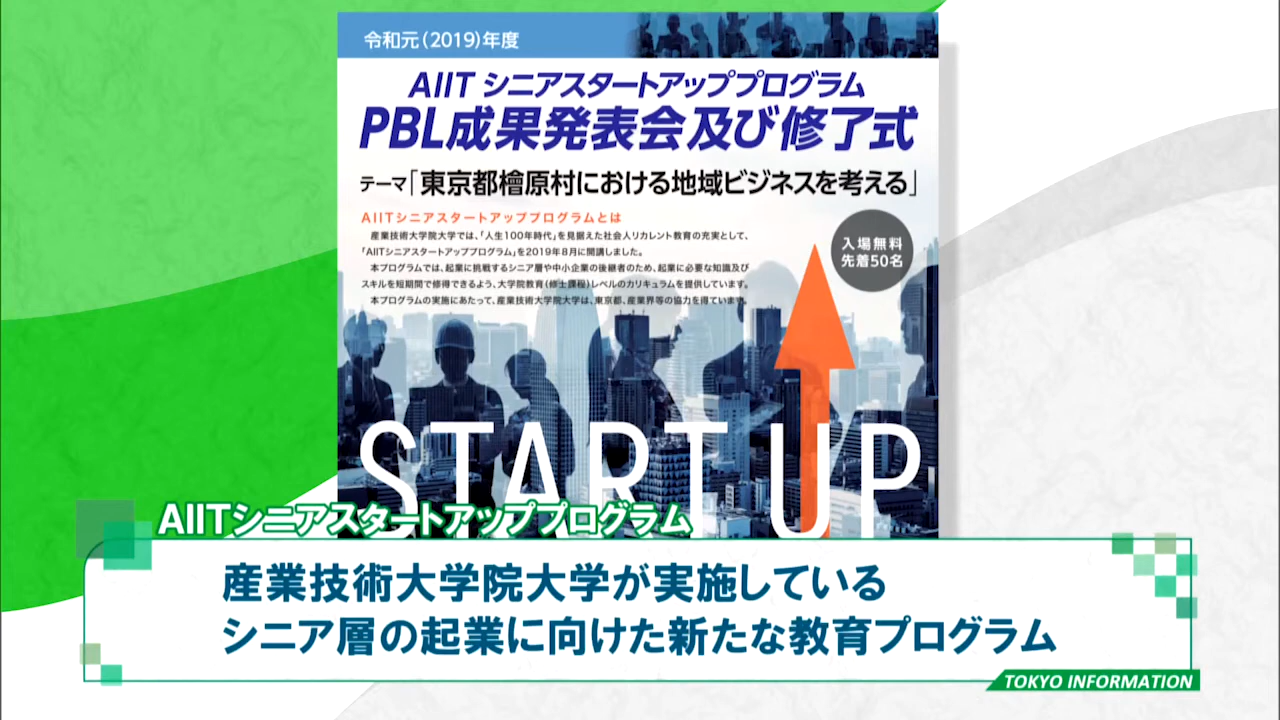 令和元（2019）年度
AIIT シニアスタートアッププログラム
PBL成果発表会及び修了式
テーマ「東京都檜原村における地域ビジネスを考える」
AIITシニアスタートアッププログラムとは
産業技術大学院大学では、「人生100年時代」を見据えた社会人リカレント教育の充実として、
「AIITシニアスタートアッププログラム」を2019年8月に開講しました。
本プログラムでは、起業に挑戦するシニア層や中小企業の後継者のため、起業に必要な知識及び
スキルを短期間で修得できるよう、大学院教育（修士課程）レベルのカリキュラムを提供しています。
本プログラムの実施にあたって、産業技術大学院大学は、東京都、産業界等の協力を得ています。
入場無料
先着50名
START UP
AIITシニアスタートアッププログラム
産業技術大学院大学が実施している
シニア層の起業に向けた新たな教育プログラム
TOKYO INFORMATION